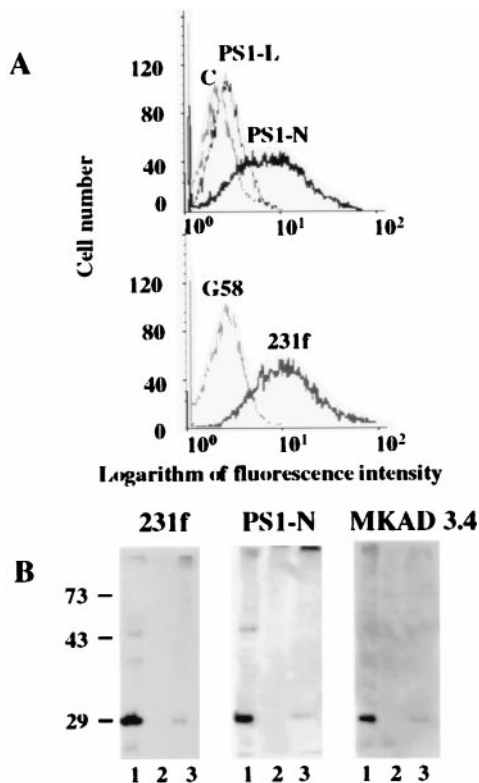 A
PS1-L
C
PS1-N
120
80
40
0
10⁰ 10¹ 10²
Cell number
G58
231f
120
80
40
0
10⁰ 10¹ 10²
Logarithm of fluorescence intensity
B
231f PS1-N MKAD 3.4
73
43
29
1 2 3 1 2 3 1 2 3